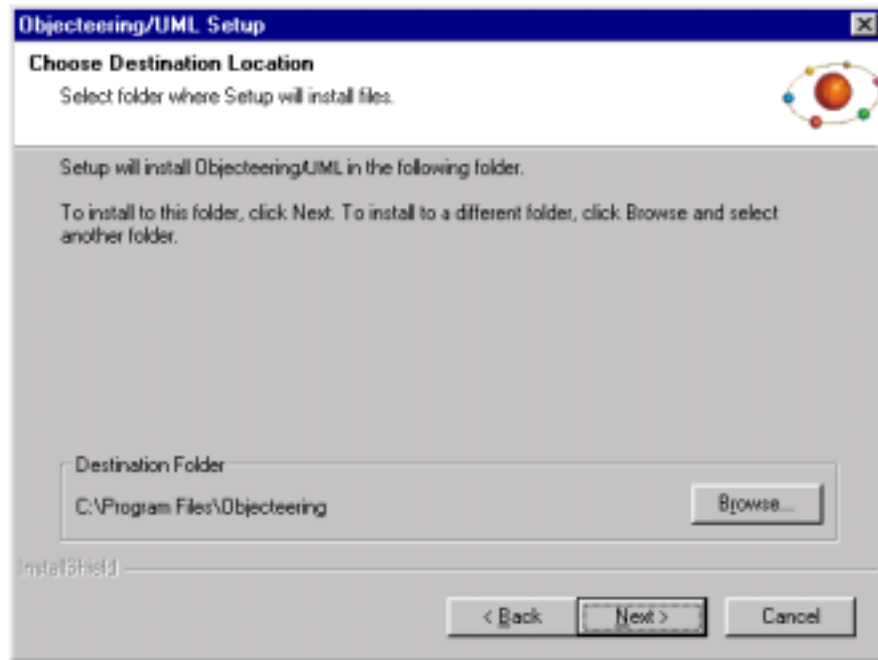 Objecteering/UML Setup
Choose Destination Location
Select folder where Setup will install files.
Setup will install Objecteering/UML in the following folder.
To install to this folder, click Next. To install to a different folder, click Browse and select
another folder.
Destination Folder
C:\Program Files\Objecteering
Browse...
InstallShield
< Back
Next >
Cancel